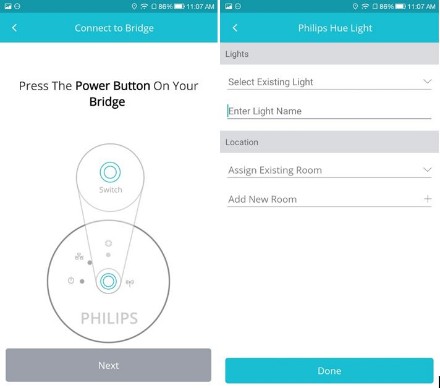 86% 11:07 AM
Connect to Bridge
Press The Power Button On Your
Bridge
Switch
PHILIPS
Next
86% 11:07 AM
Philips Hue Light
Lights
Select Existing Light
Enter Light Name
Location
Assign Existing Room
Add New Room
Done